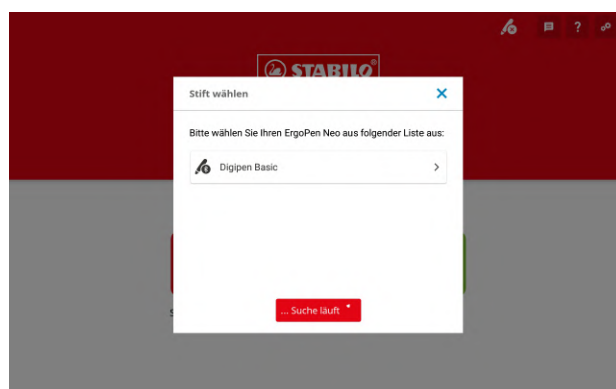 ?
STABILO®
Stift wählen
Bitte wählen Sie Ihren ErgoPen Neo aus folgender Liste aus:
Digipen Basic
... Suche läuft